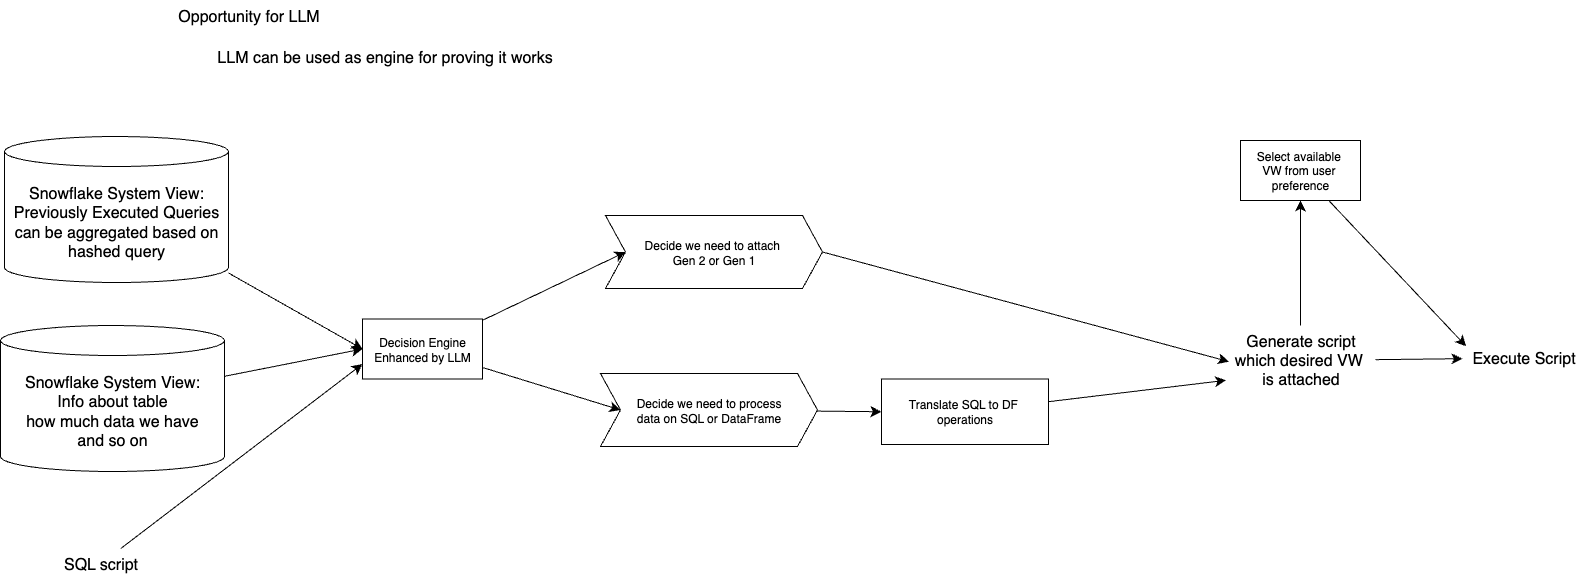 Opportunity for LLM
LLM can be used as engine for proving it works
Snowflake System View:
Previously Executed Queries
can be aggregated based on
hashed query
Snowflake System View:
Info about table
how much data we have
and so on
SQL script
Decision Engine
Enhanced by LLM
Decide we need to attach
Gen 2 or Gen 1
Decide we need to process
data on SQL or DataFrame
Translate SQL to DF
operations
Select available
VW from user
preference
Generate script
which desired VW
is attached
Execute Script